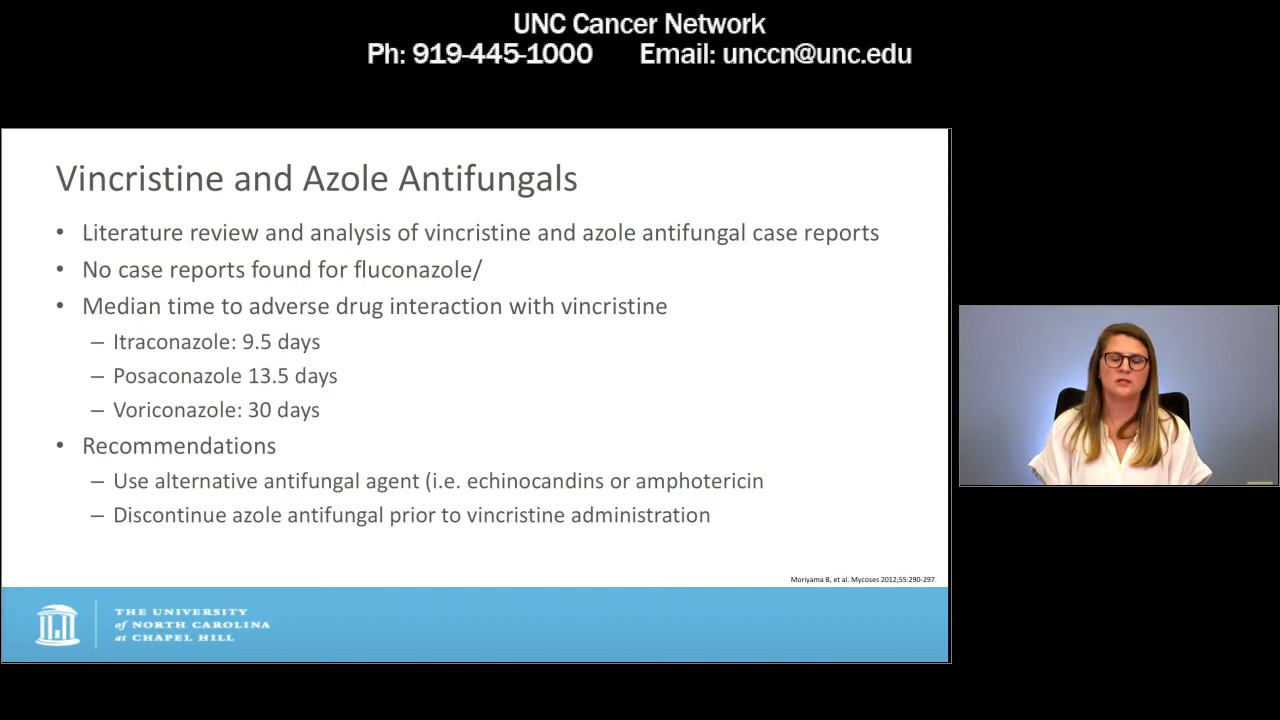 UNC Cancer Network
Ph: 919-445-1000 Email: unccn@unc.edu
Vincristine and Azole Antifungals
• Literature review and analysis of vincristine and azole antifungal case reports
• No case reports found for fluconazole/
• Median time to adverse drug interaction with vincristine
– Itraconazole: 9.5 days
– Posaconazole 13.5 days
– Voriconazole: 30 days
• Recommendations
– Use alternative antifungal agent (i.e. echinocandins or amphotericin
– Discontinue azole antifungal prior to vincristine administration
Moriyama B, et al. Mycoses 2012;55:290-297.
THE UNIVERSITY
of NORTH CAROLINA
at CHAPEL HILL